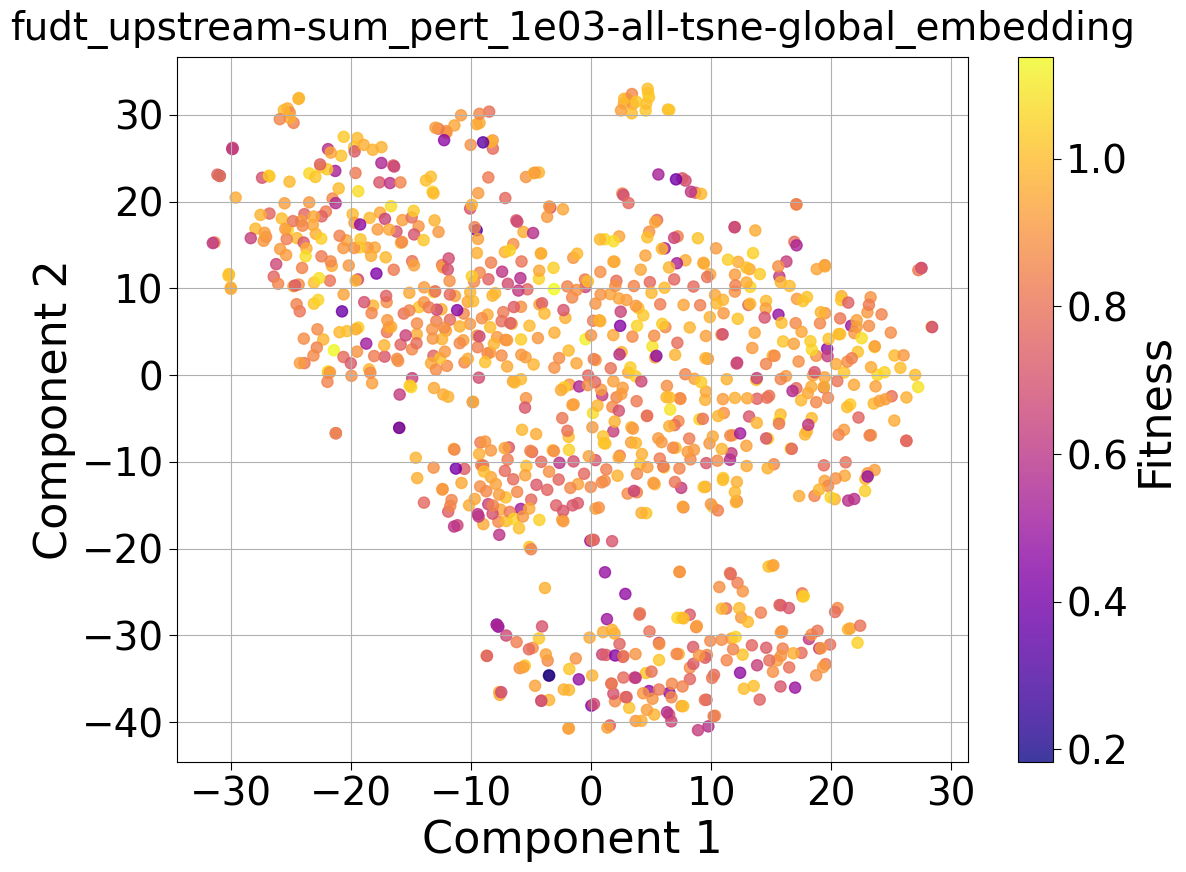 fudt_upstream-sum_pert_1e03-all-tsne-global_embedding
30
20
10
0
−10
−20
−30
−40
−30 −20 −10 0 10 20 30
Component 1
Component 2
1.0
0.8
0.6
0.4
0.2
Fitness